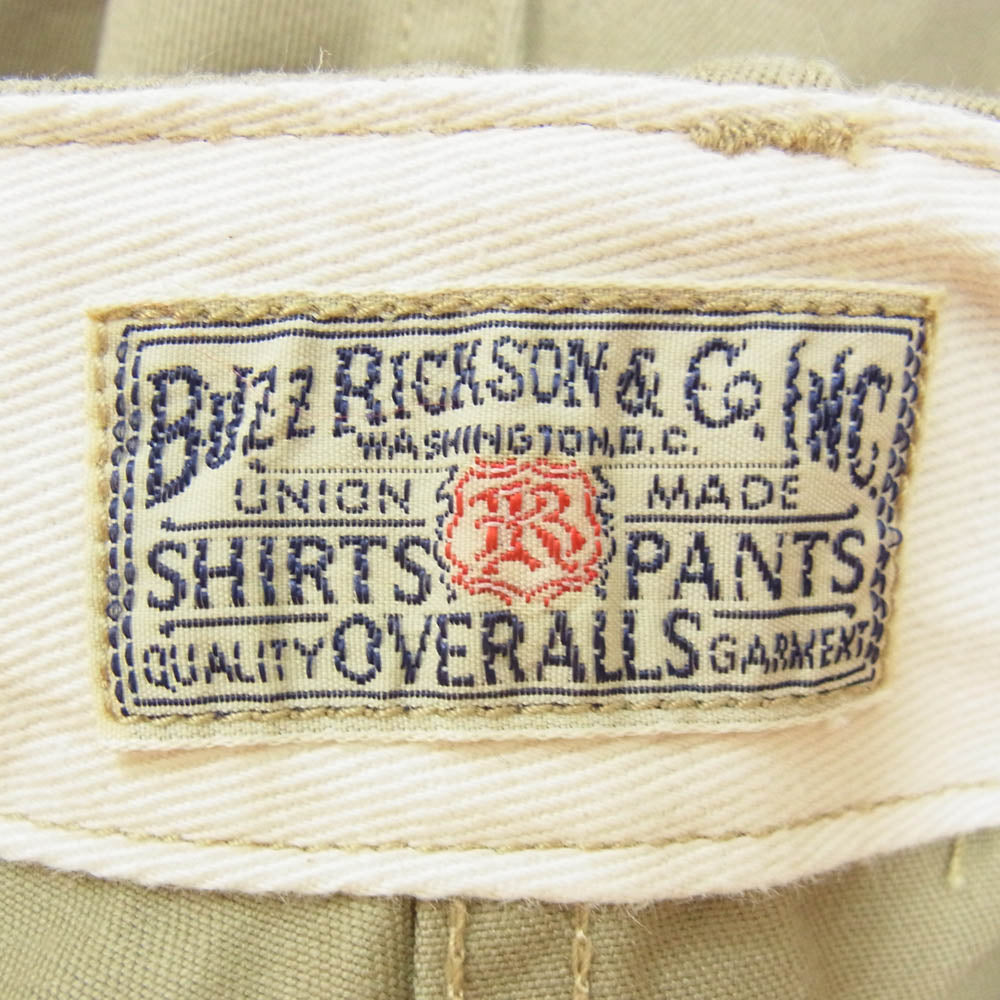 BUZZ RICKSON & Co, INC.
WASHINGTON, D.C.
UNION MADE
R
SHIRTS PANTS
QUALITY OVERALLS GARMENT